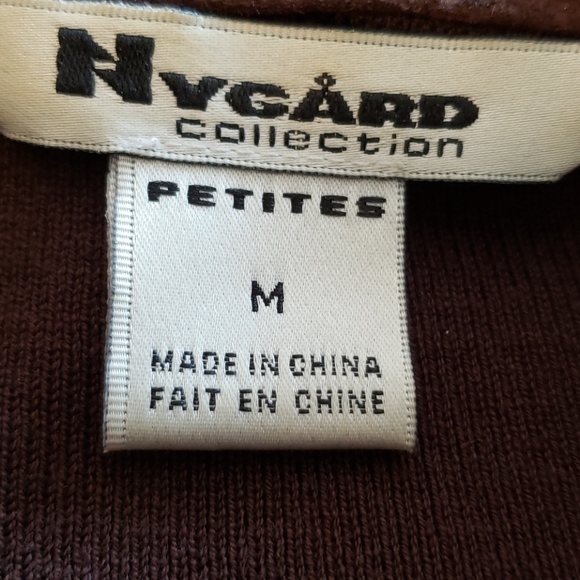 NYGÅRD
collection
PETITES
M
MADE IN CHINA
FAIT EN CHINE